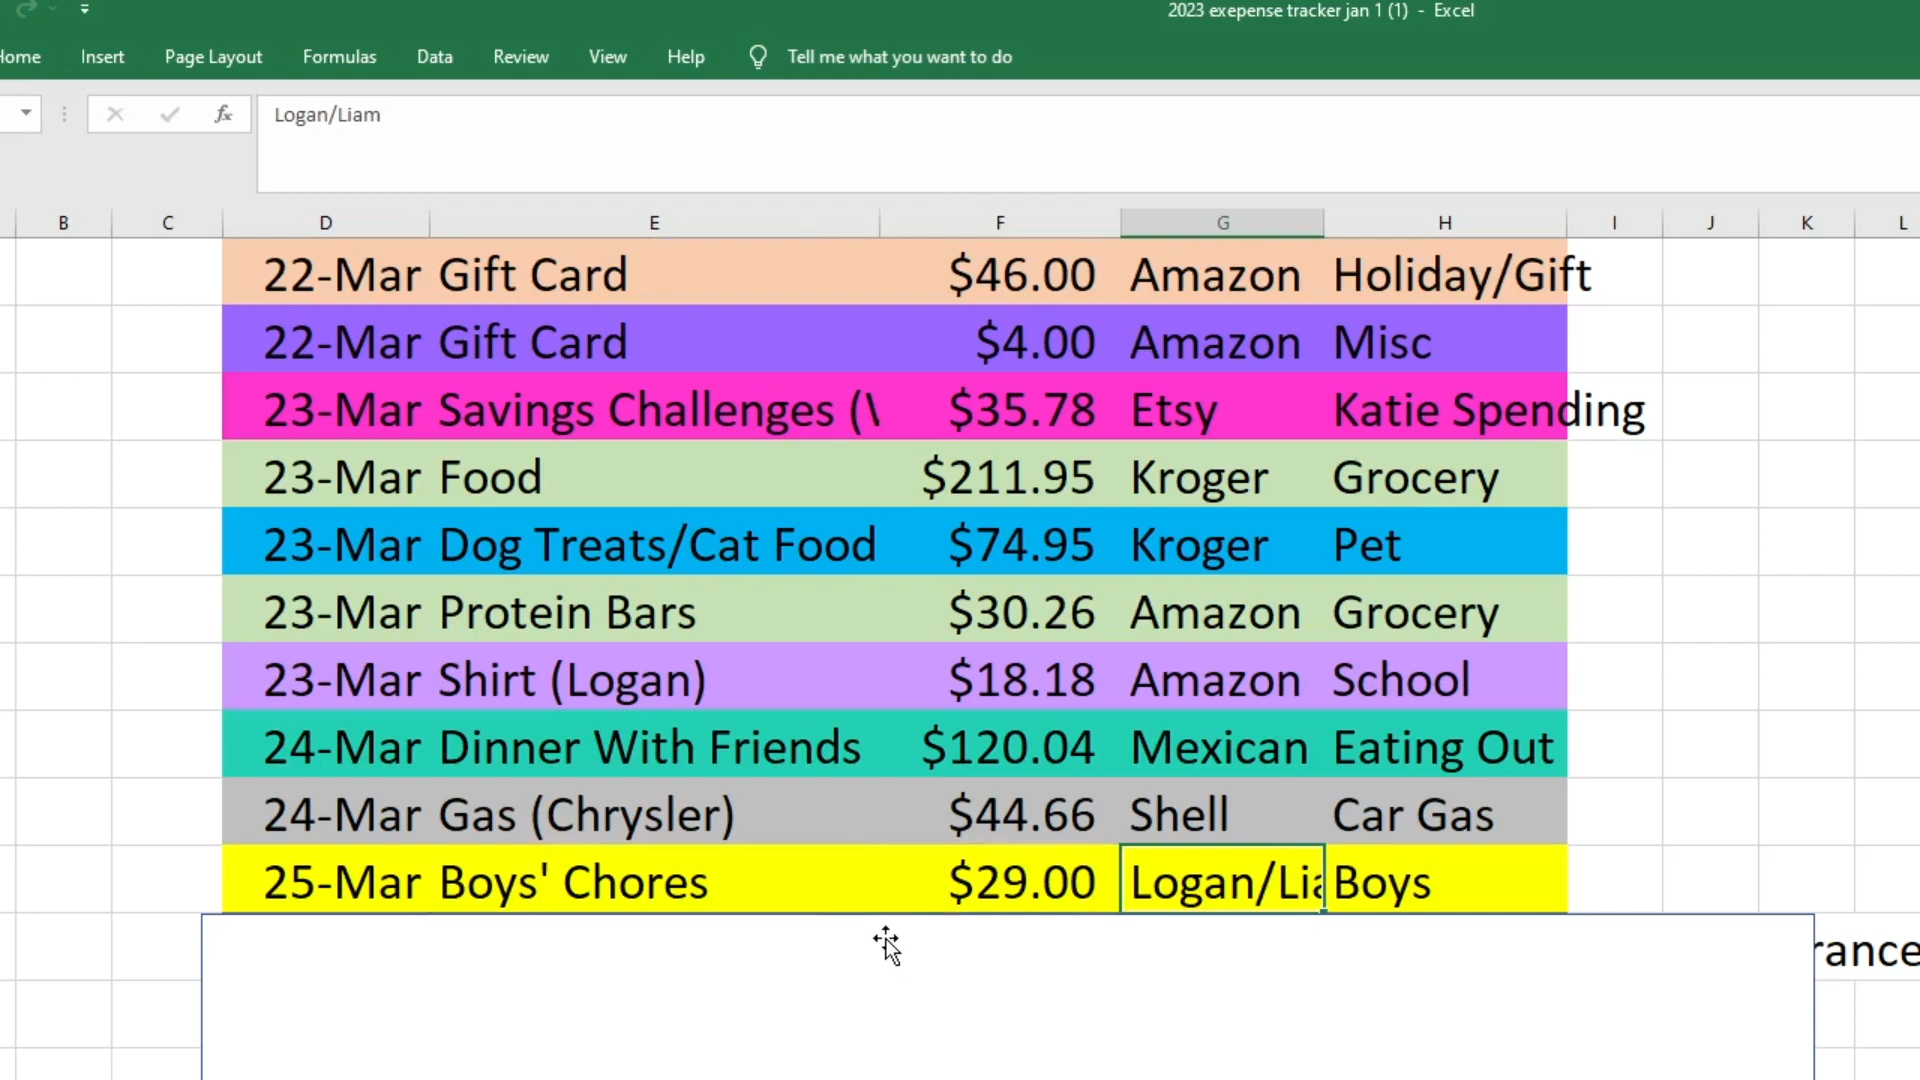 2023 exepense tracker jan 1 (1) - Excel
Home Insert Page Layout Formulas Data Review View Help Tell me what you want to do
fx Logan/Liam
B C D E F G H I J K L
22-Mar Gift Card $46.00 Amazon Holiday/Gift
22-Mar Gift Card $4.00 Amazon Misc
23-Mar Savings Challenges ( $35.78 Etsy Katie Spending
23-Mar Food $211.95 Kroger Grocery
23-Mar Dog Treats/Cat Food $74.95 Kroger Pet
23-Mar Protein Bars $30.26 Amazon Grocery
23-Mar Shirt (Logan) $18.18 Amazon School
24-Mar Dinner With Friends $120.04 Mexican Eating Out
24-Mar Gas (Chrysler) $44.66 Shell Car Gas
25-Mar Boys' Chores $29.00 Logan/Lia Boys
rance